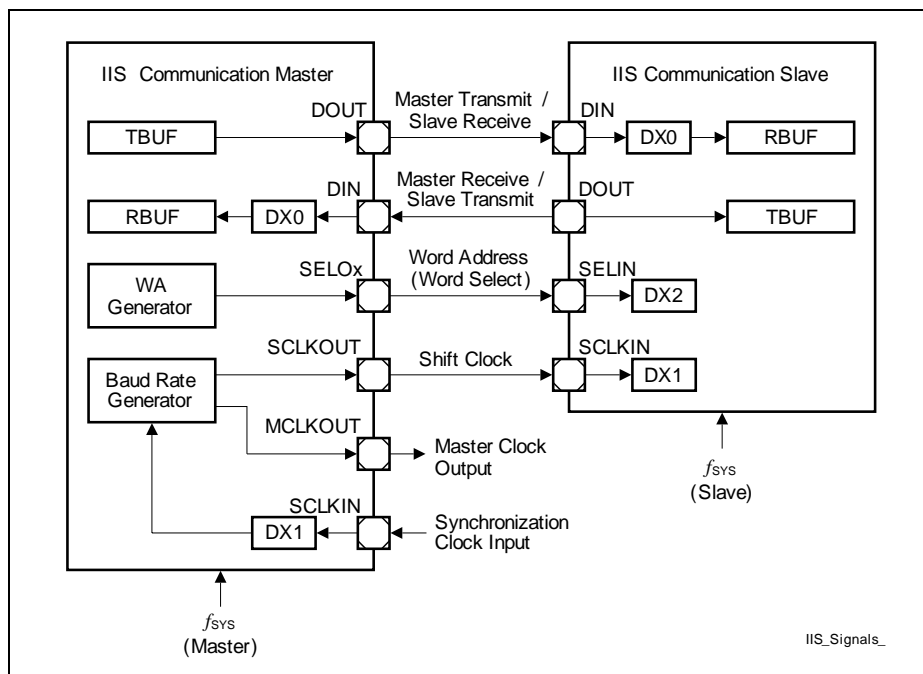 IIS Communication Master
IIS Communication Slave
DOUT
Master Transmit /
Slave Receive
DIN
TBUF
DX0
RBUF
DIN
Master Receive /
Slave Transmit
DOUT
RBUF
DX0
TBUF
SELOx
Word Address
(Word Select)
SELIN
WA
Generator
DX2
SCLKOUT
Shift Clock
SCLKIN
Baud Rate
Generator
DX1
MCLKOUT
Master Clock
Output
SCLKIN
DX1
Synchronization
Clock Input
fSYS
(Slave)
fSYS
(Master)
IIS_Signals_